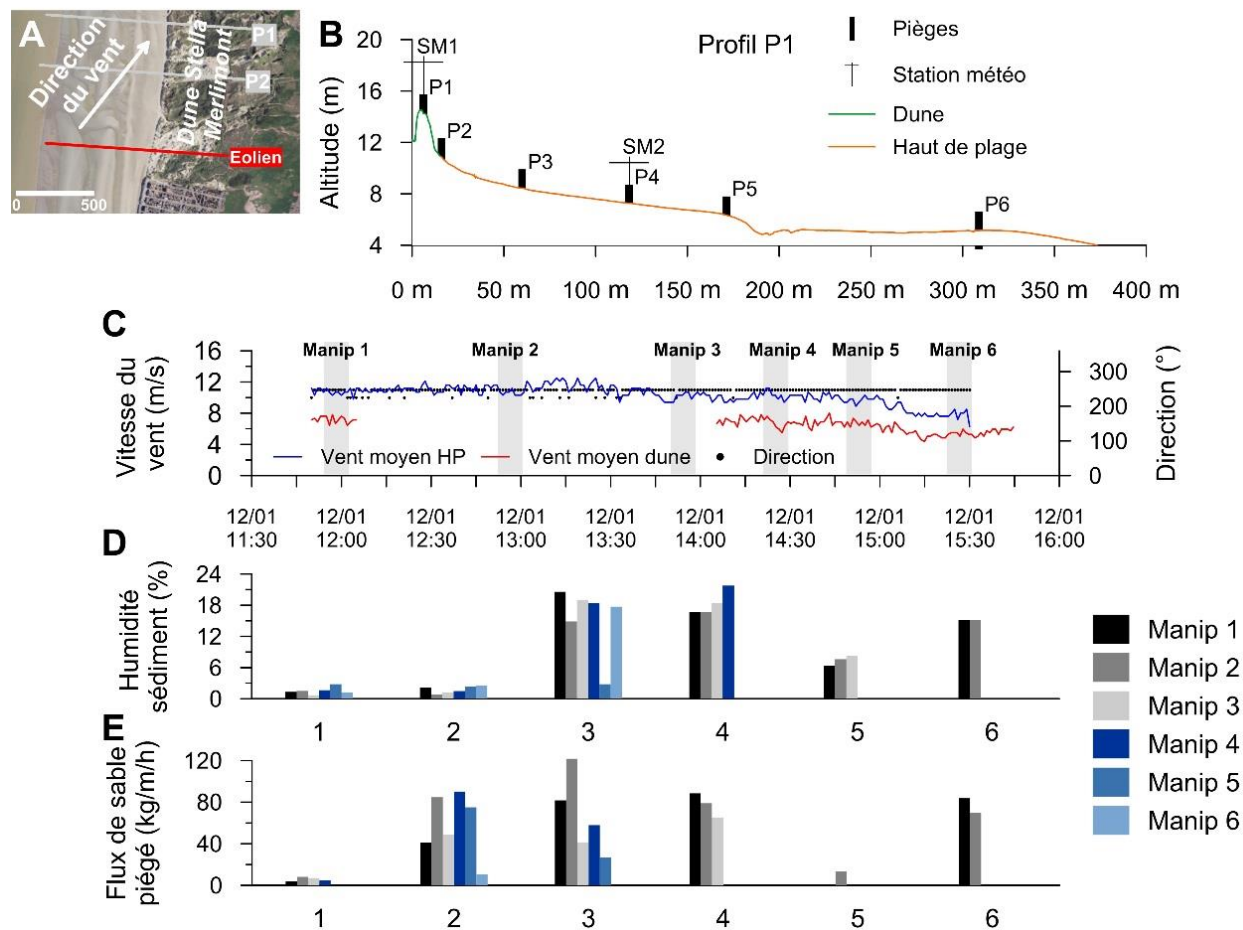 A
Direction
du vent
Dune Stella
Merlimont
P1
P2
Eolien
0 500
B
Altitude (m)
20
16
12
8
4
Profil P1
SM1
P1
P2
P3
SM2
P4
P5
P6
Pièges
Station météo
Dune
Haut de plage
0 m 50 m 100 m 150 m 200 m 250 m 300 m 350 m 400 m
C
Vitesse du
vent (m/s)
16
12
8
4
0
Manip 1 Manip 2 Manip 3 Manip 4 Manip 5 Manip 6
Vent moyen HP Vent moyen dune Direction
300
200
100
0
Direction (°)
12/01 12/01 12/01 12/01 12/01 12/01 12/01 12/01 12/01 12/01
11:30 12:00 12:30 13:00 13:30 14:00 14:30 15:00 15:30 16:00
D
Humidité
sédiment (%)
24
18
12
6
0
1 2 3 4 5 6
E
Flux de sable
piégé (kg/m/h)
120
80
40
0
1 2 3 4 5 6
Manip 1
Manip 2
Manip 3
Manip 4
Manip 5
Manip 6